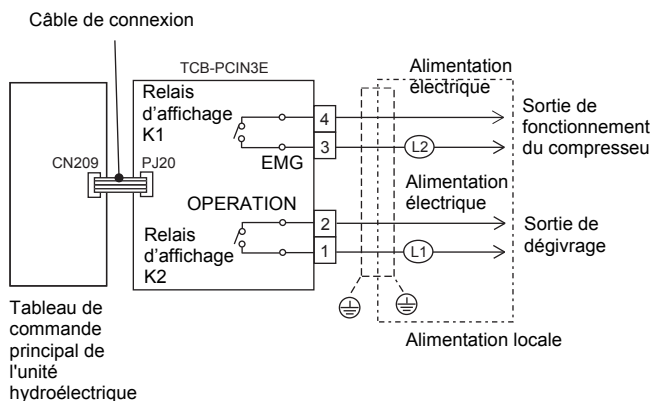 Câble de connexion
TCB-PCIN3E
Relais
d'affichage
K1
4
3
EMG
CN209
PJ20
OPERATION
Relais
d'affichage
K2
2
1
Alimentation
électrique
L2
Sortie de
fonctionnement
du compresseu
Alimentation
électrique
L1
Sortie de
dégivrage
Alimentation locale
Tableau de
commande
principal de
l'unité
hydroélectrique